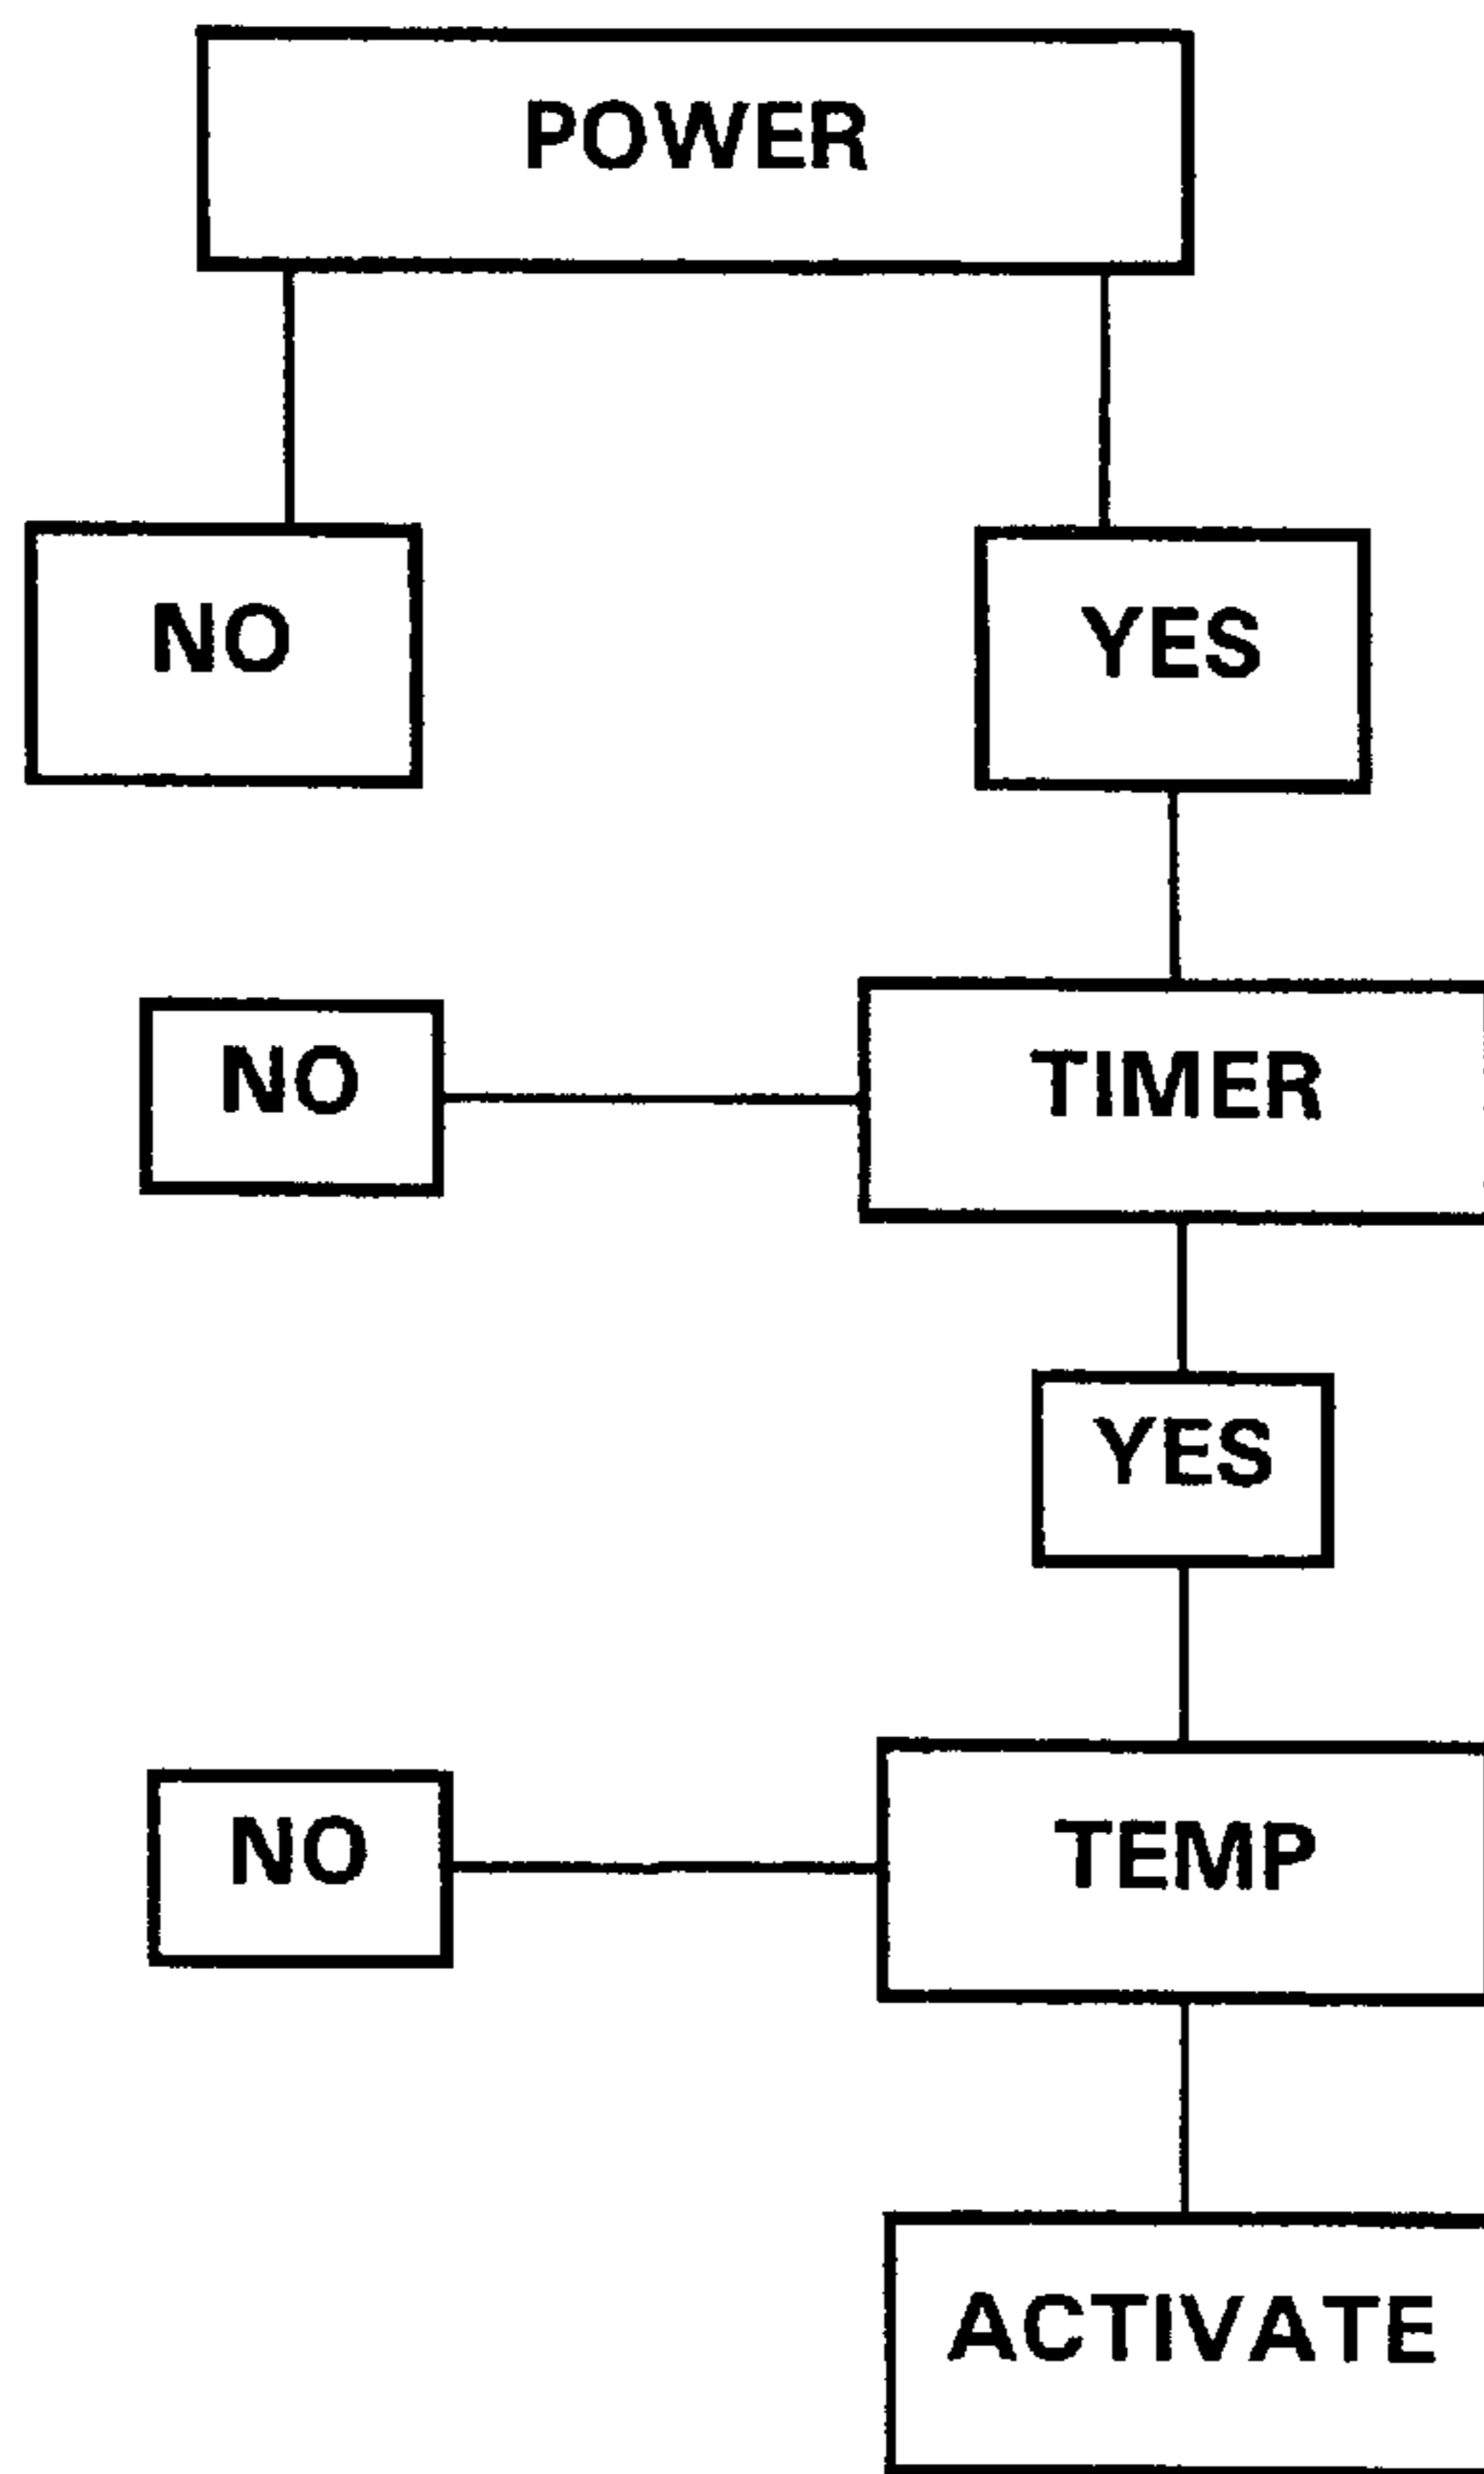 POWER
NO
YES
NO
TIMER
YES
NO
TEMP
ACTIVATE